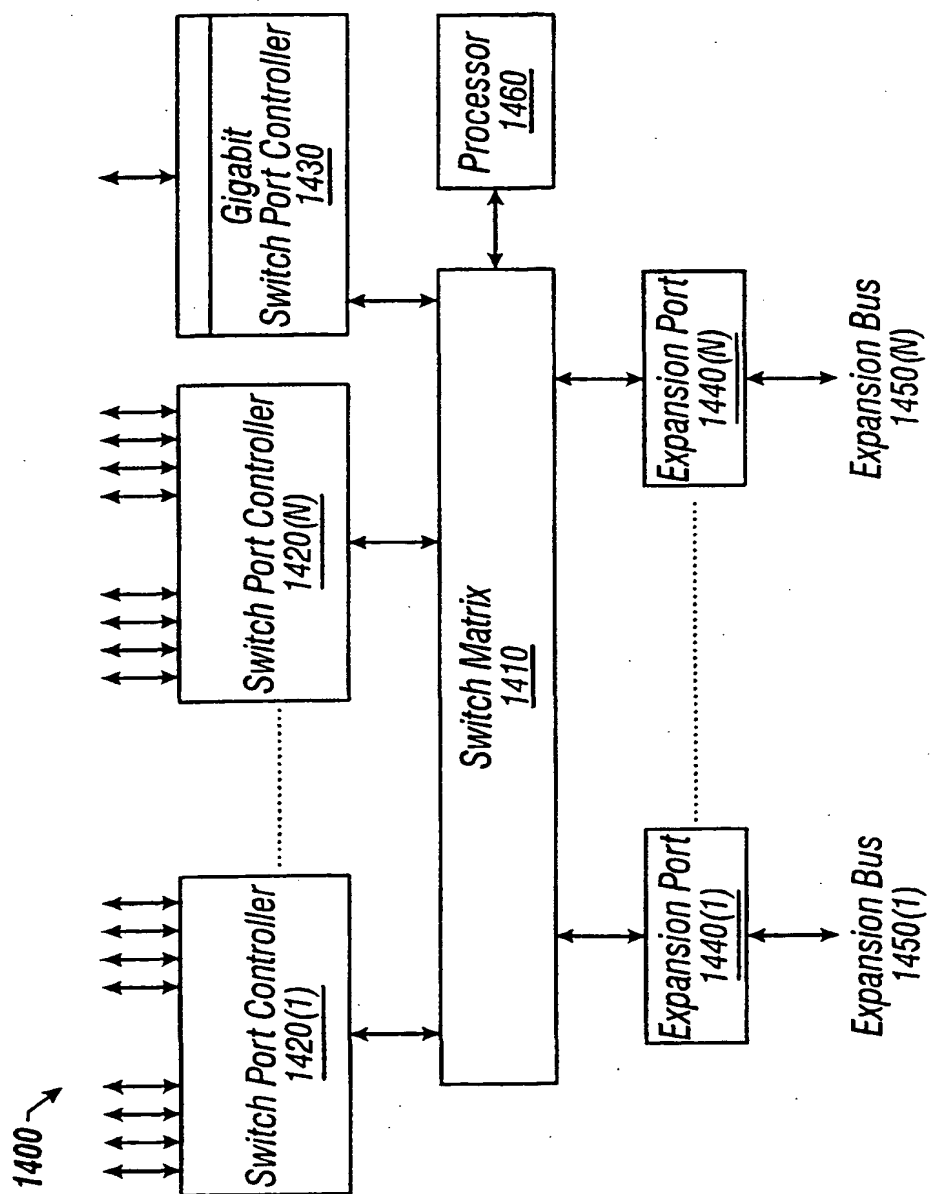 1400
Switch Port Controller
1420(1)
Switch Port Controller
1420(N)
Gigabit
Switch Port Controller
1430
Switch Matrix
1410
Processor
1460
Expansion Port
1440(1)
Expansion Port
1440(N)
Expansion Bus
1450(1)
Expansion Bus
1450(N)